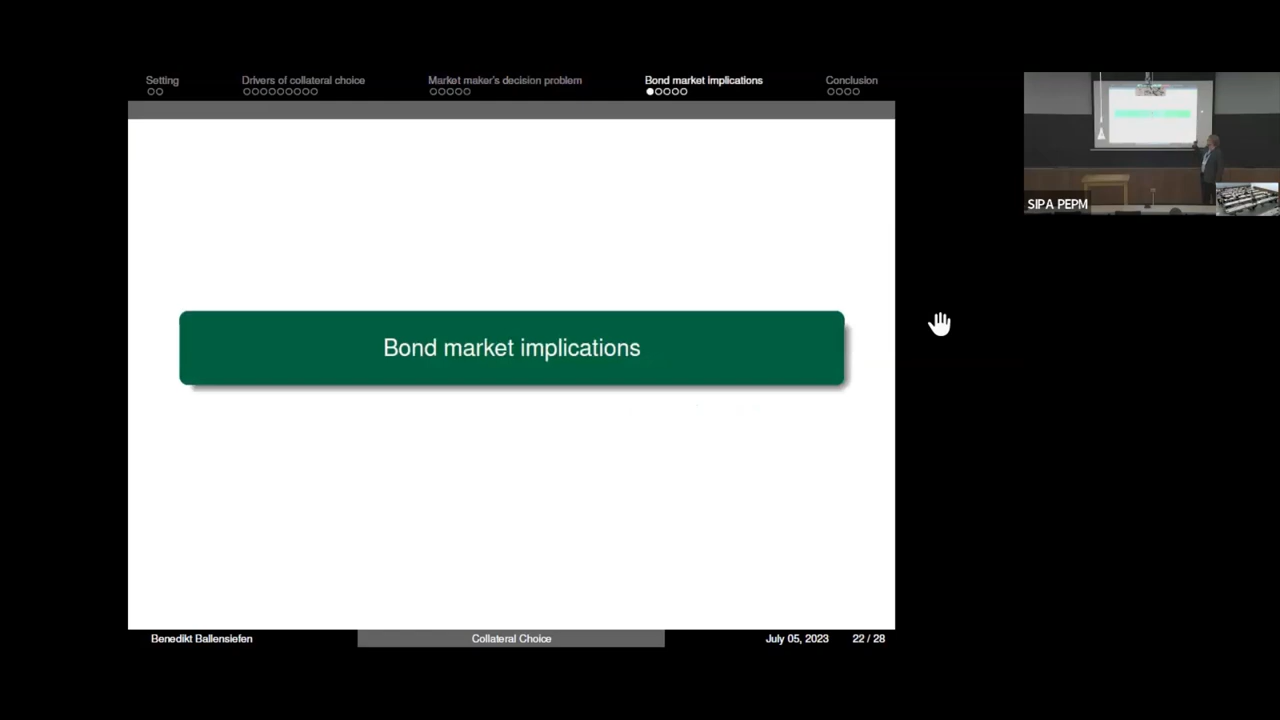 Setting
Drivers of collateral choice
Market maker's decision problem
Bond market implications
Conclusion
SIPA PEPM
Bond market implications
Benedikt Ballensiefen
Collateral Choice
July 05, 2023
22 / 28